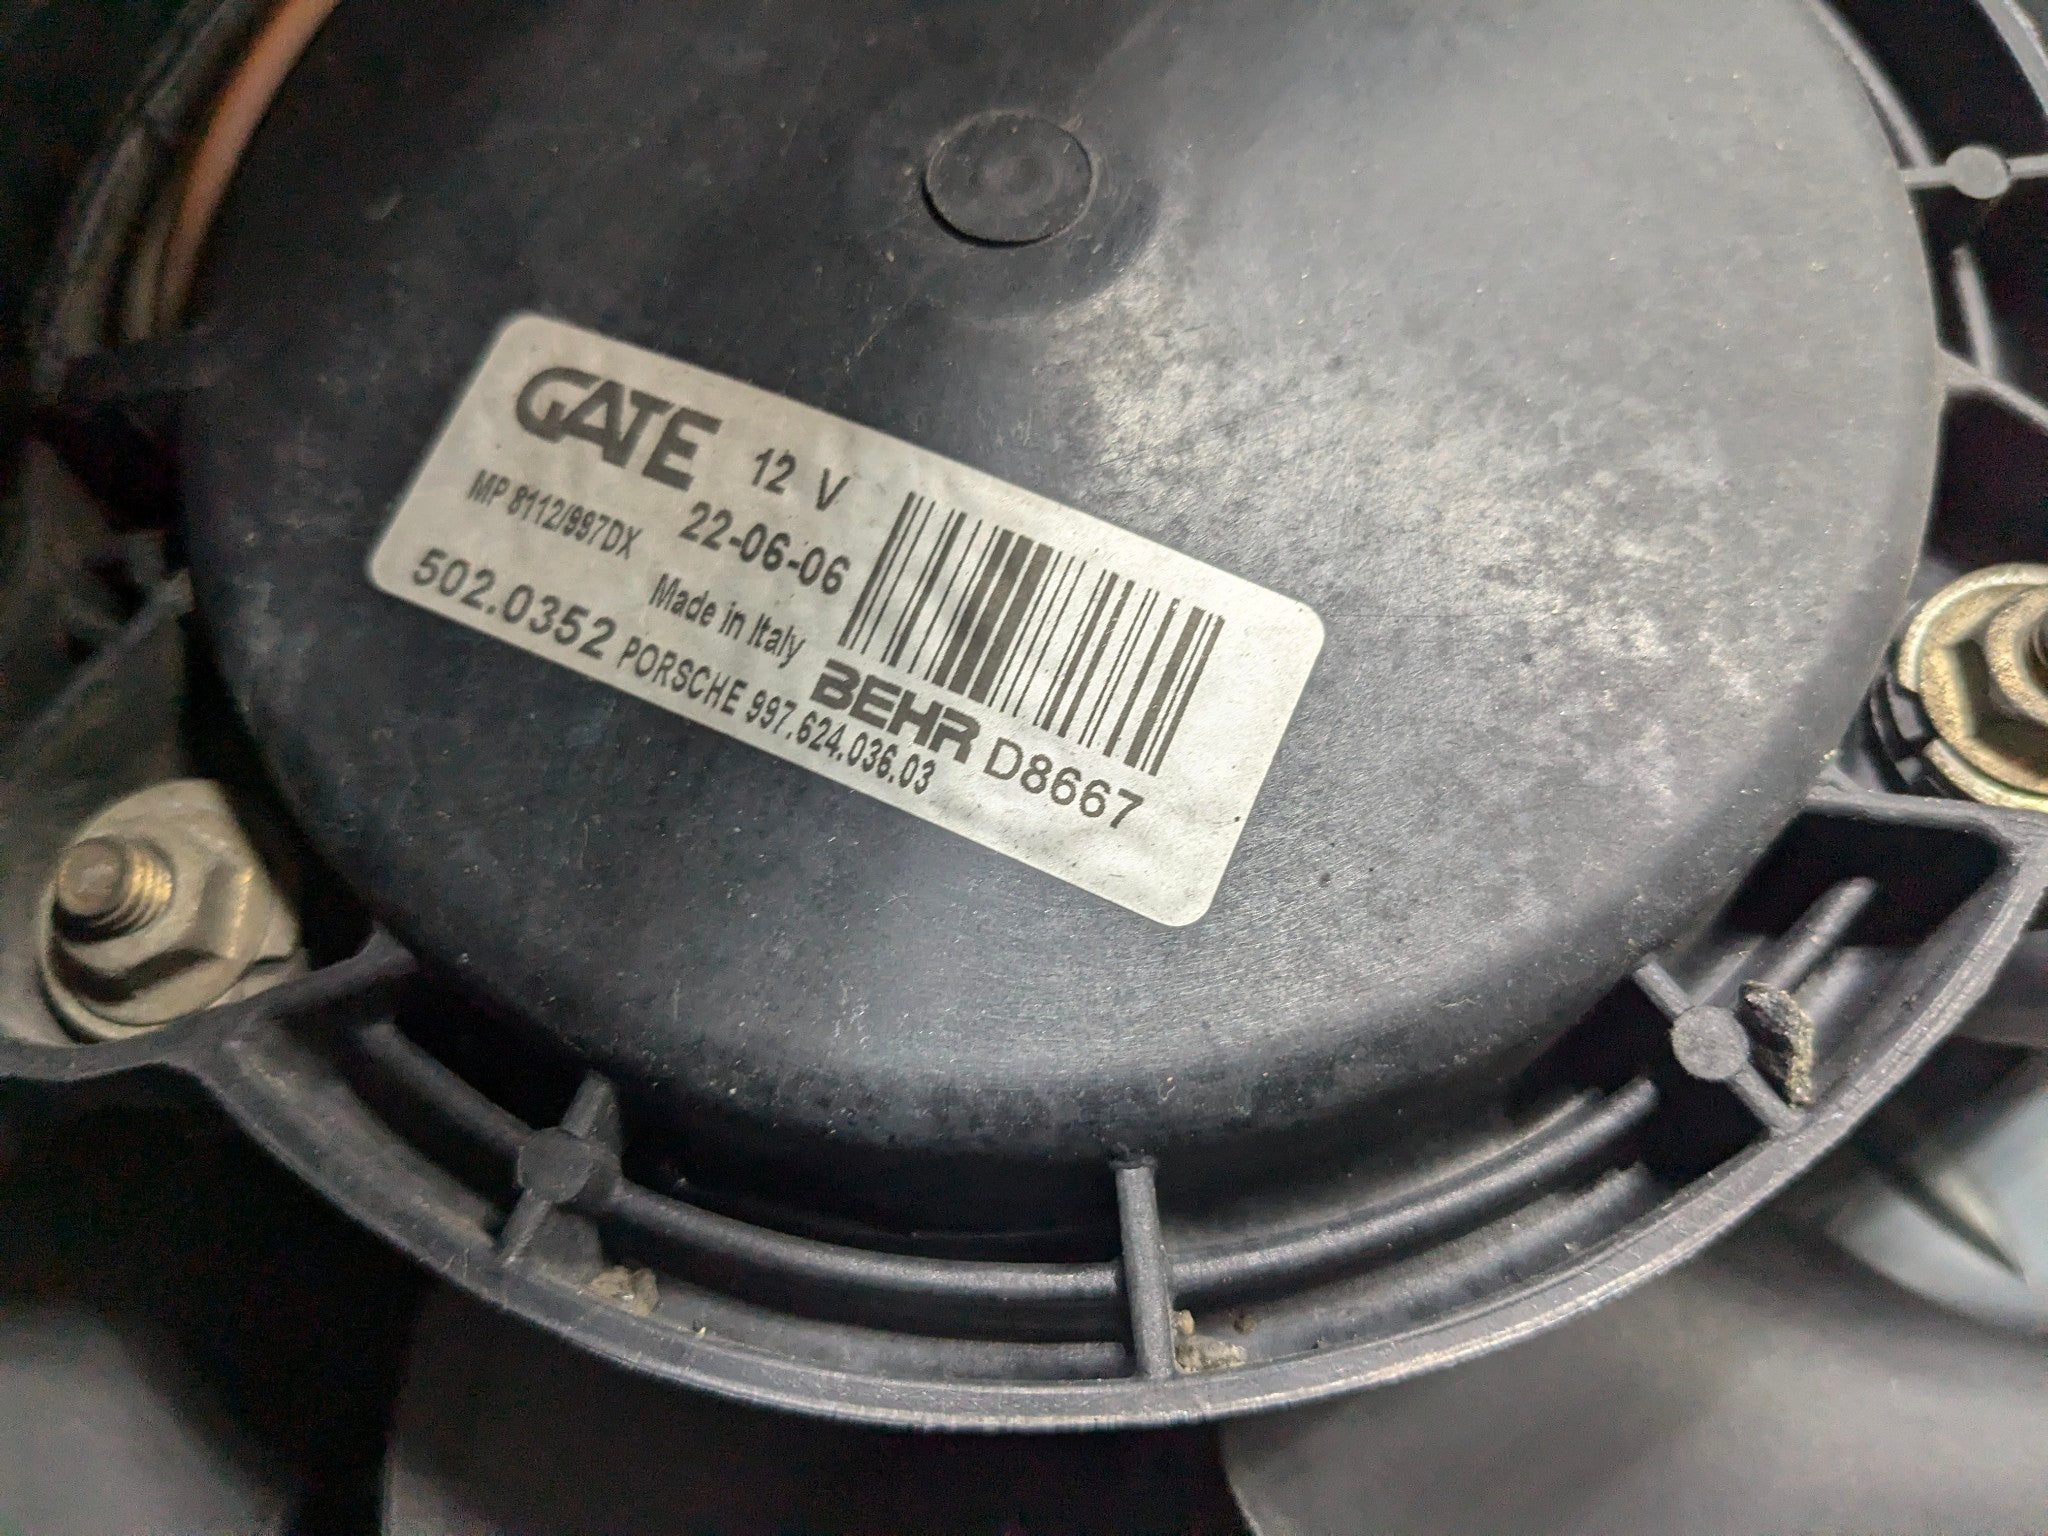 GATE 12 V
MP 8112/997DX 22-06-06
Made in Italy
502.0352 BEHR D8667
PORSCHE 997.624.036.03